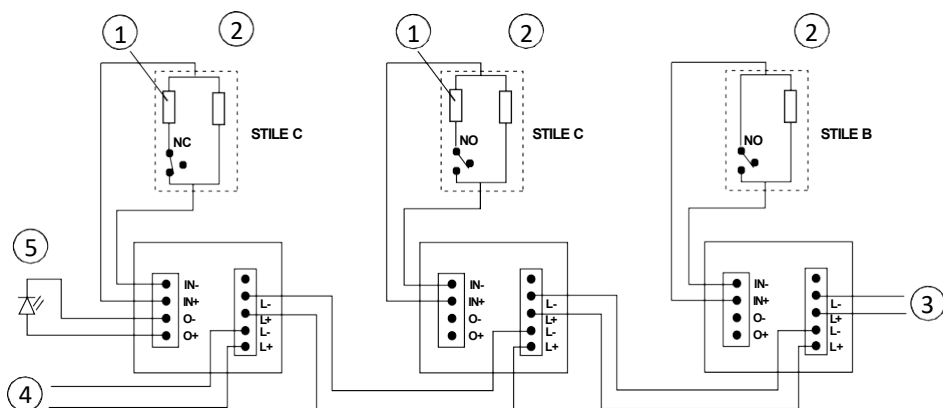 1
2
1
2
2
STILE C
STILE C
STILE B
NC
NO
NO
5
IN-
IN+
O-
O+
L-
L+
L-
L+
IN-
IN+
O-
O+
L-
L+
L-
L+
IN-
IN+
O-
O+
L-
L+
L-
L+
3
4